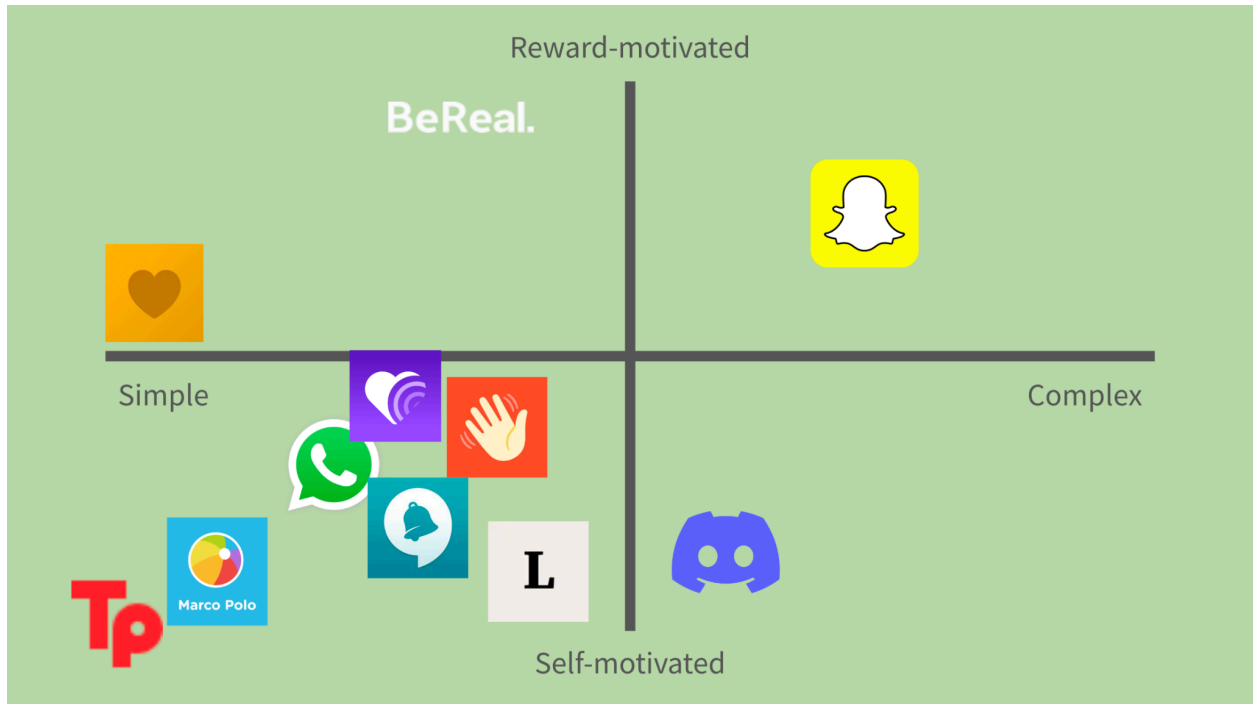 Reward-motivated
BeReal.
Simple
Complex
L
Marco Polo
Tp
Self-motivated